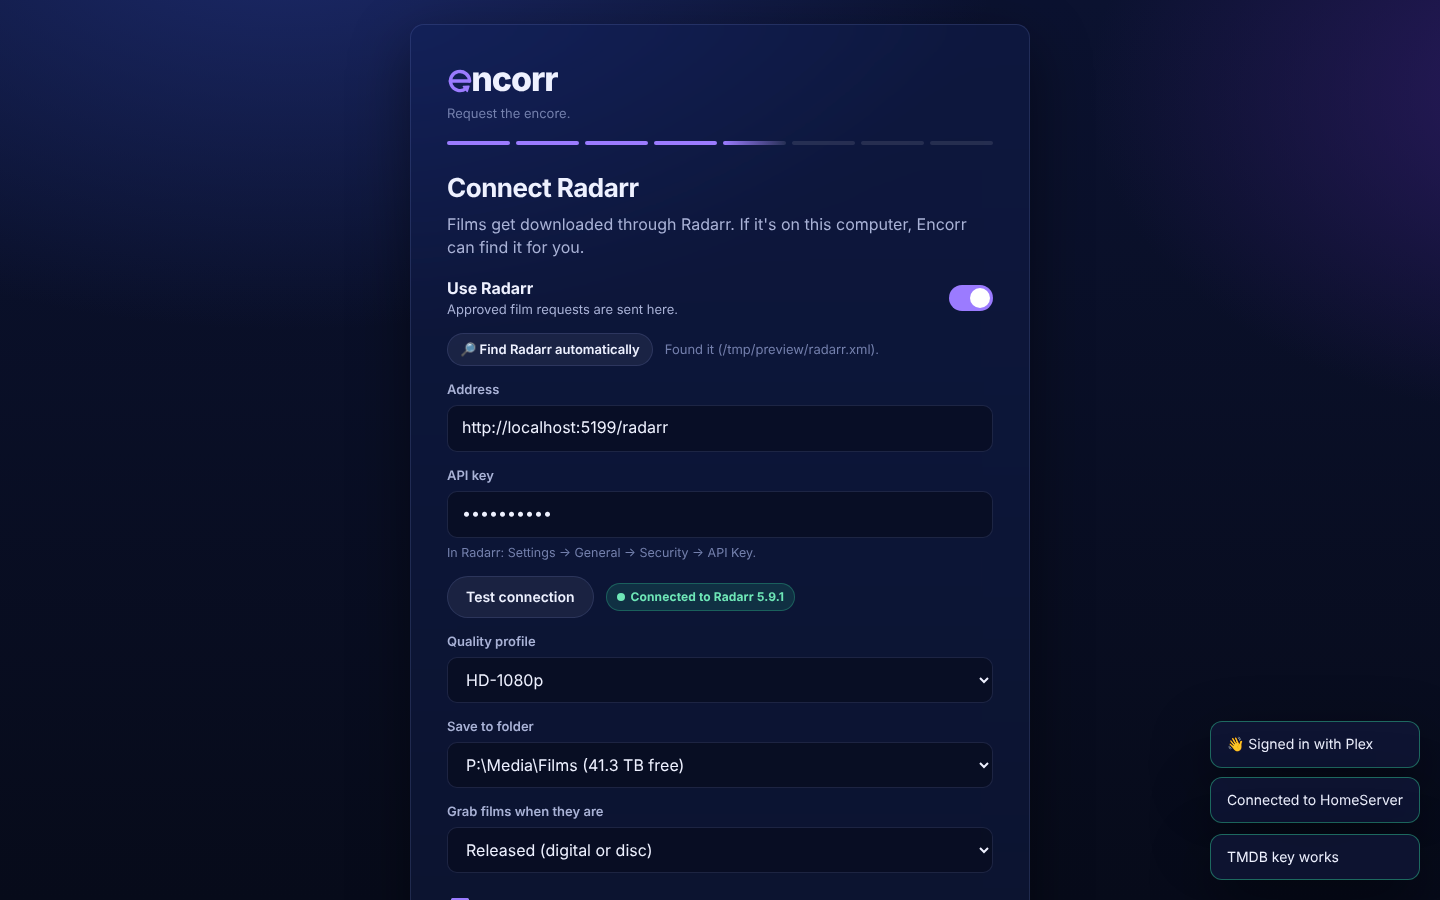 encorr
Request the encore.
Connect Radarr
Films get downloaded through Radarr. If it's on this computer, Encorr
can find it for you.
Use Radarr
Approved film requests are sent here.
🔎 Find Radarr automatically
Found it (/tmp/preview/radarr.xml).
Address
http://localhost:5199/radarr
API key
••••••••••
In Radarr: Settings → General → Security → API Key.
Test connection
Connected to Radarr 5.9.1
Quality profile
HD-1080p
Save to folder
P:\Media\Films (41.3 TB free)
Grab films when they are
Released (digital or disc)
👋 Signed in with Plex
Connected to HomeServer
TMDB key works